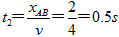 t₂ = x_AB / v = 2/4 = 0.5s